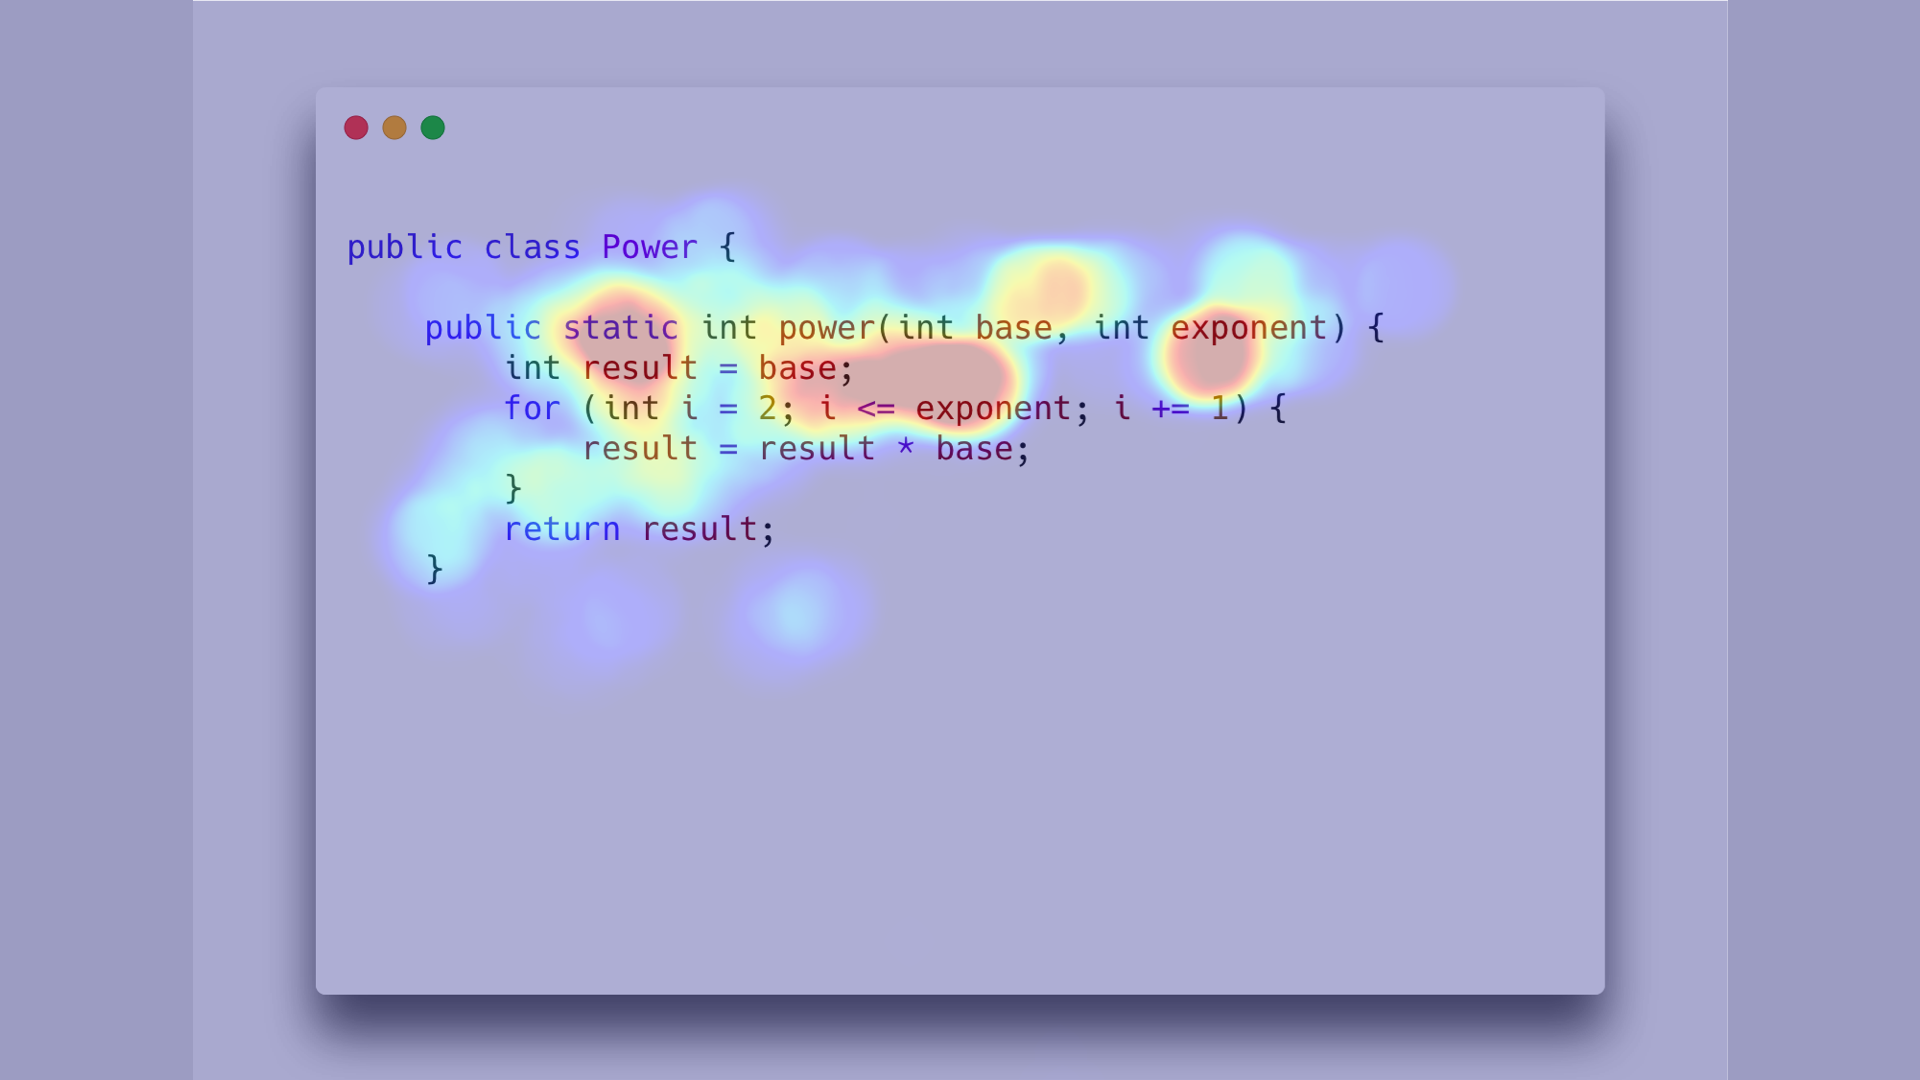 public class Power {
public static int power(int base, int exponent) {
int result = base;
for (int i = 2; i <= exponent; i += 1) {
result = result * base;
}
return result;
}